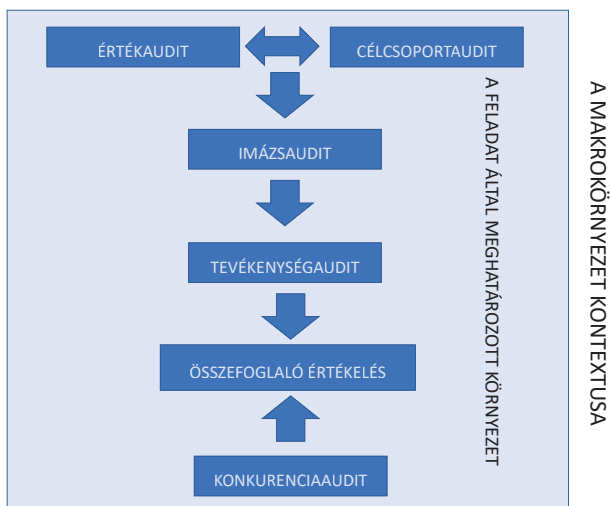 ÉRTÉKAUDIT
CÉLCSOPORTAUDIT
IMÁZSAUDIT
TEVÉKENYSÉGAUDIT
ÖSSZEFOGLALÓ ÉRTÉKELÉS
KONKURENCIAAUDIT
A FELADAT ÁLTAL MEGHATÁROZOTT KÖRNYEZET
A MAKROKÖRNYEZET KONTEXTUSA